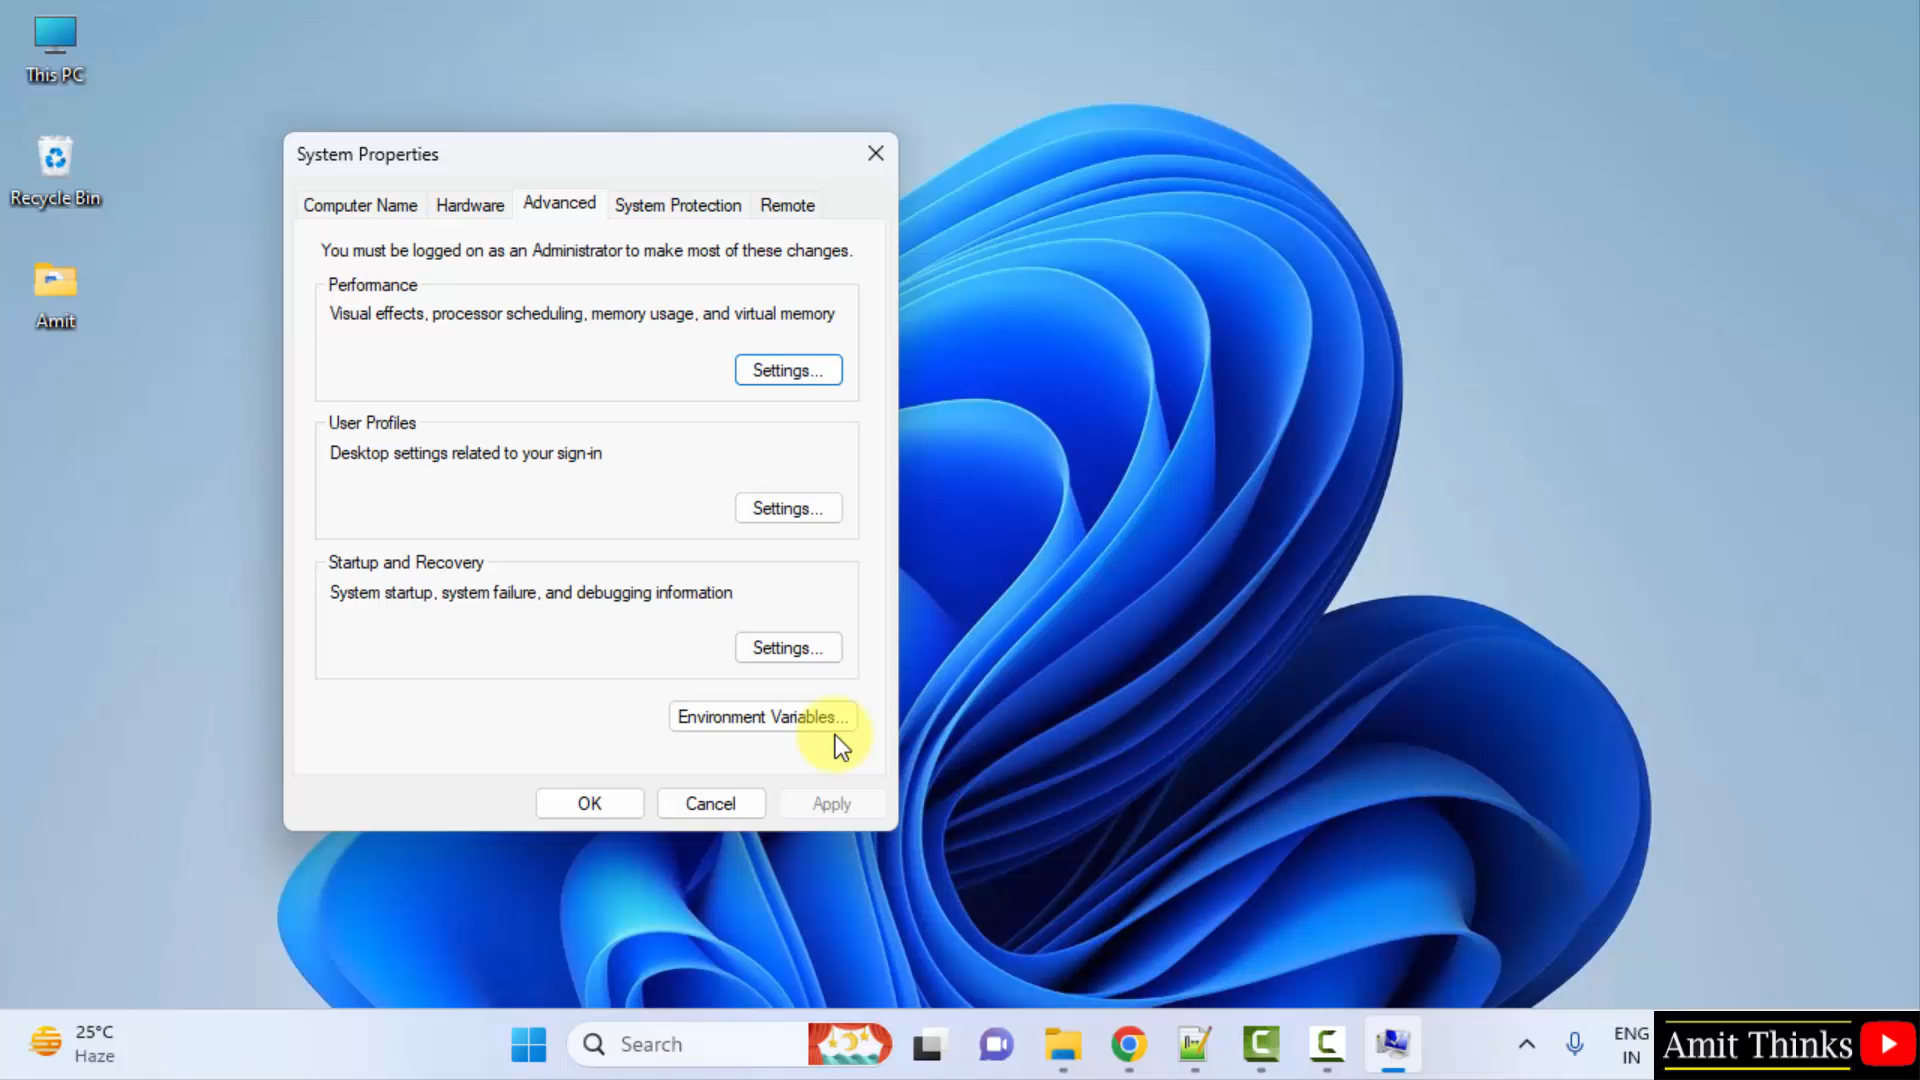 This PC
Recycle Bin
Amit
System Properties
Computer Name
Hardware
Advanced
System Protection
Remote
You must be logged on as an Administrator to make most of these changes.
Performance
Visual effects, processor scheduling, memory usage, and virtual memory
Settings...
User Profiles
Desktop settings related to your sign-in
Settings...
Startup and Recovery
System startup, system failure, and debugging information
Settings...
Environment Variables...
OK
Cancel
Apply
25°C
Haze
Search
ENG
IN
Amit Thinks